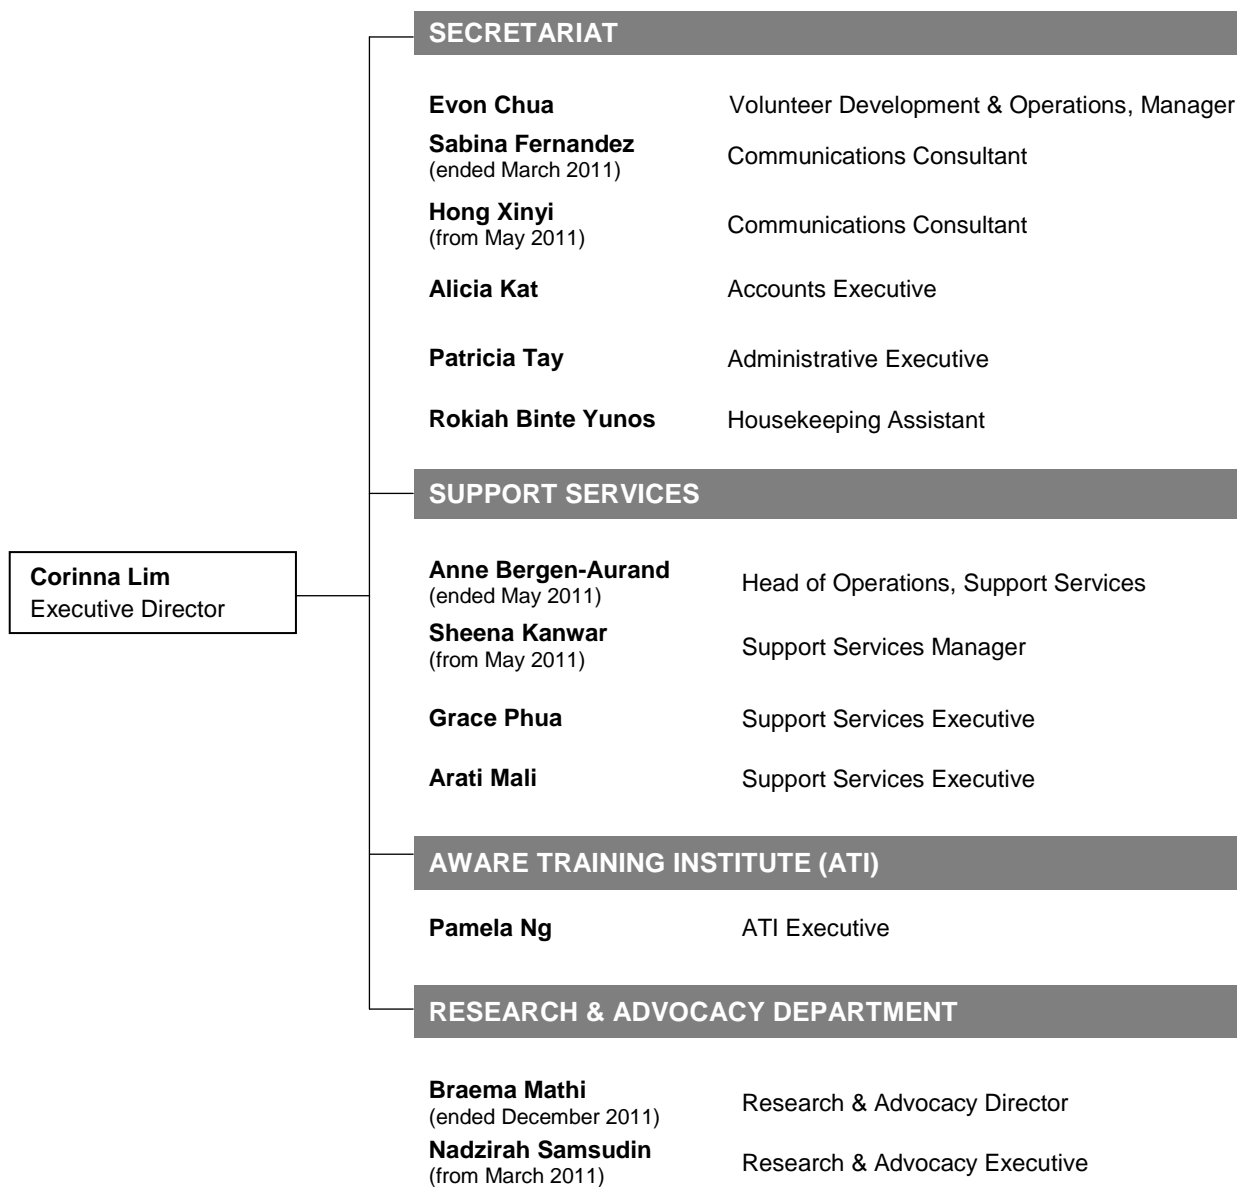 SECRETARIAT
Evon Chua Volunteer Development & Operations, Manager
Sabina Fernandez
(ended March 2011) Communications Consultant
Hong Xinyi
(from May 2011) Communications Consultant
Alicia Kat Accounts Executive
Patricia Tay Administrative Executive
Rokiah Binte Yunos Housekeeping Assistant
SUPPORT SERVICES
Corinna Lim
Executive Director
Anne Bergen-Aurand
(ended May 2011) Head of Operations, Support Services
Sheena Kanwar
(from May 2011) Support Services Manager
Grace Phua Support Services Executive
Arati Mali Support Services Executive
AWARE TRAINING INSTITUTE (ATI)
Pamela Ng ATI Executive
RESEARCH & ADVOCACY DEPARTMENT
Braema Mathi
(ended December 2011) Research & Advocacy Director
Nadzirah Samsudin
(from March 2011) Research & Advocacy Executive